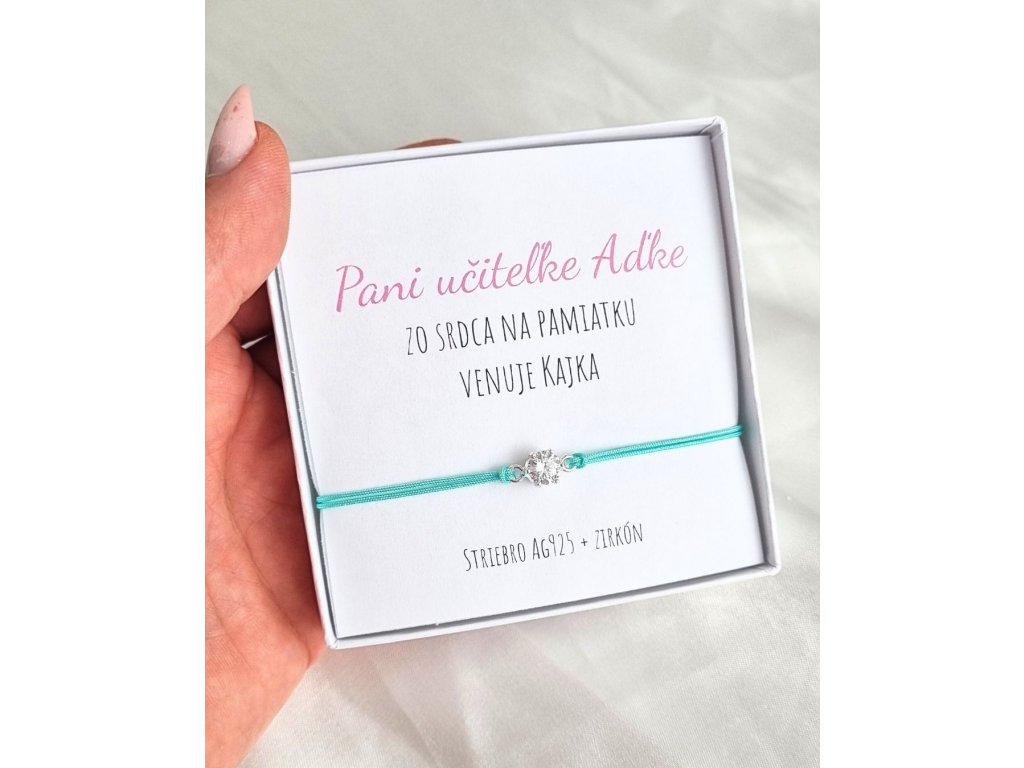 Pani učiteľke Aďke
ZO SRDCA NA PAMIATKU
VENUJE KAJKA
STRIEBRO AG925 + ZIRKÓN